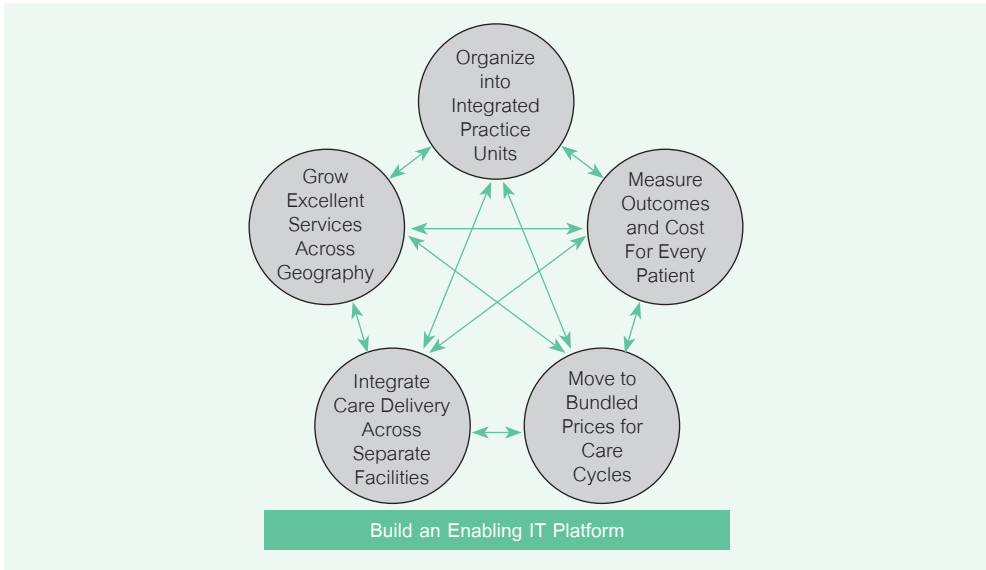 Organize
into
Integrated
Practice
Units
Measure
Outcomes
and Cost
For Every
Patient
Move to
Bundled
Prices for
Care
Cycles
Integrate
Care Delivery
Across
Separate
Facilities
Grow
Excellent
Services
Across
Geography
Build an Enabling IT Platform